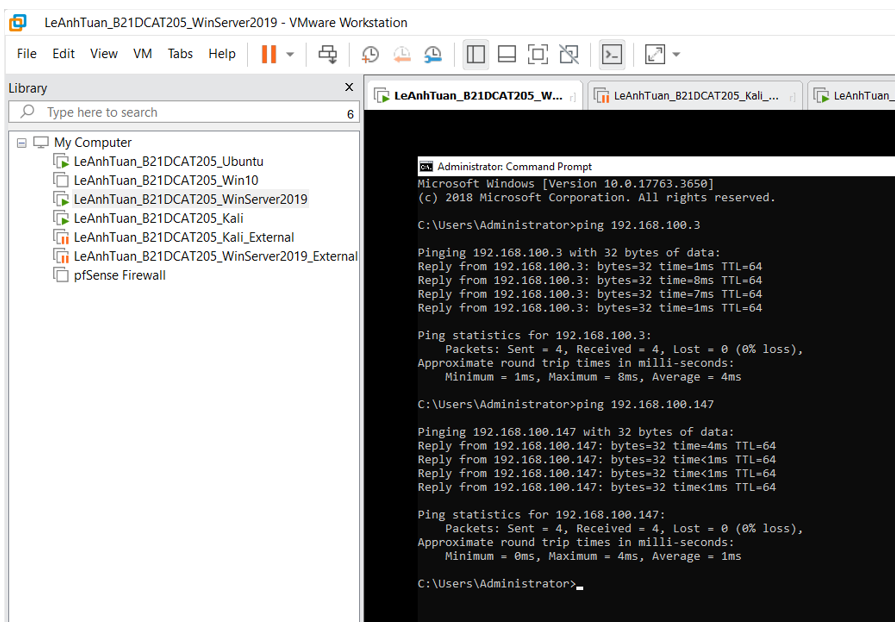 LeAnhTuan_B21DCAT205_WinServer2019 - VMware Workstation
File Edit View VM Tabs Help
Library X
Type here to search 6
My Computer
LeAnhTuan_B21DCAT205_Ubuntu
LeAnhTuan_B21DCAT205_Win10
LeAnhTuan_B21DCAT205_WinServer2019
LeAnhTuan_B21DCAT205_Kali
LeAnhTuan_B21DCAT205_Kali_External
LeAnhTuan_B21DCAT205_WinServer2019_External
pfSense Firewall
LeAnhTuan_B21DCAT205_W... LeAnhTuan_B21DCAT205_Kali_... LeAnhTuan_
Administrator: Command Prompt
Microsoft Windows [Version 10.0.17763.3650]
(c) 2018 Microsoft Corporation. All rights reserved.
C:\Users\Administrator>ping 192.168.100.3
Pinging 192.168.100.3 with 32 bytes of data:
Reply from 192.168.100.3: bytes=32 time=1ms TTL=64
Reply from 192.168.100.3: bytes=32 time=8ms TTL=64
Reply from 192.168.100.3: bytes=32 time=7ms TTL=64
Reply from 192.168.100.3: bytes=32 time=1ms TTL=64
Ping statistics for 192.168.100.3:
Packets: Sent = 4, Received = 4, Lost = 0 (0% loss),
Approximate round trip times in milli-seconds:
Minimum = 1ms, Maximum = 8ms, Average = 4ms
C:\Users\Administrator>ping 192.168.100.147
Pinging 192.168.100.147 with 32 bytes of data:
Reply from 192.168.100.147: bytes=32 time=4ms TTL=64
Reply from 192.168.100.147: bytes=32 time<1ms TTL=64
Reply from 192.168.100.147: bytes=32 time<1ms TTL=64
Reply from 192.168.100.147: bytes=32 time<1ms TTL=64
Ping statistics for 192.168.100.147:
Packets: Sent = 4, Received = 4, Lost = 0 (0% loss),
Approximate round trip times in milli-seconds:
Minimum = 0ms, Maximum = 4ms, Average = 1ms
C:\Users\Administrator>_